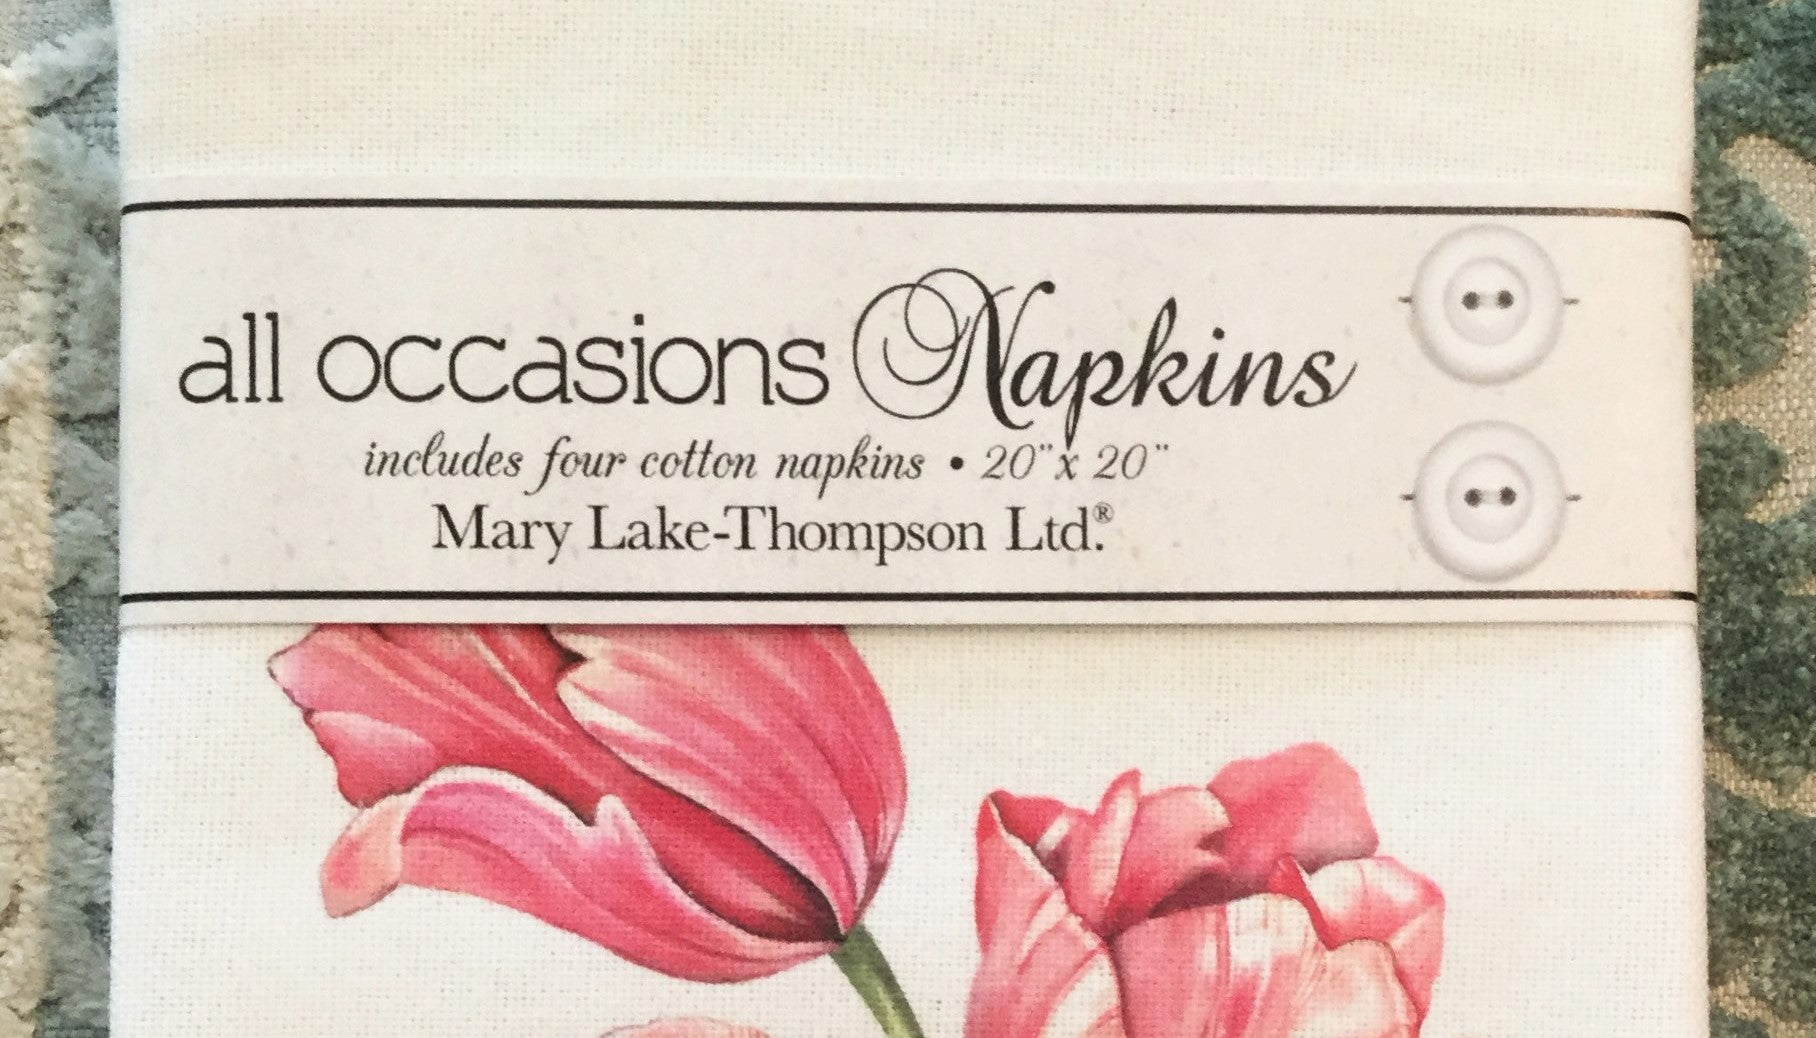 all occasions Napkins
includes four cotton napkins • 20" x 20"
Mary Lake-Thompson Ltd.®